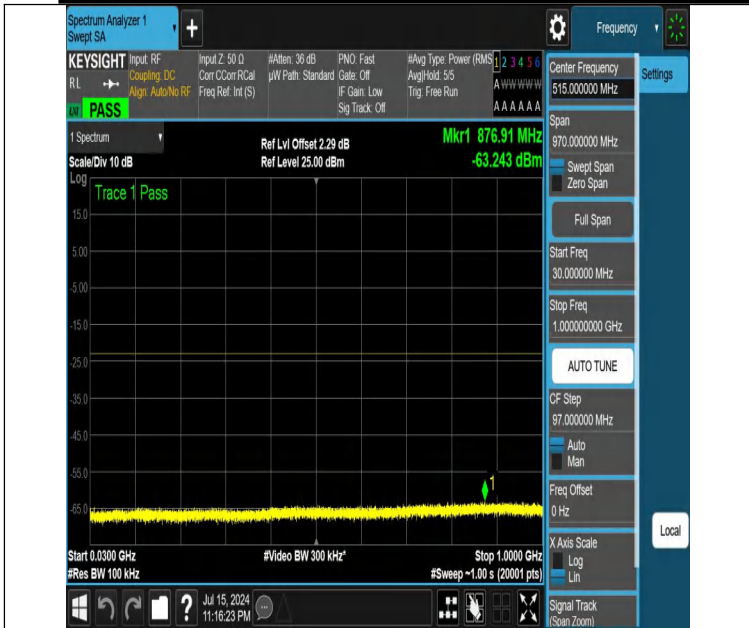 Spectrum Analyzer 1
Swept SA
Frequency
KEYSIGHT
RL
PASS
Input: RF
Coupling: DC
Align: Auto/No RF
Input Z: 50 Ω
Corr CCorr RCal
Freq Ref: Int (S)
#Atten: 36 dB
µW Path: Standard
PNO: Fast
Gate: Off
IF Gain: Low
Sig Track: Off
#Avg Type: Power (RMS
Avg|Hold: 5/5
Trig: Free Run
1 2 3 4 5 6
A W W W W W
A A A A A A
1 Spectrum
Scale/Div 10 dB
Log
Ref Lvl Offset 2.29 dB
Ref Level 25.00 dBm
Mkr1 876.91 MHz
-63.243 dBm
Trace 1 Pass
15.0
5.00
-5.00
-15.0
-25.0
-35.0
-45.0
-55.0
-65.0
1
Start 0.0300 GHz
#Res BW 100 kHz
#Video BW 300 kHz*
Stop 1.0000 GHz
#Sweep ~1.00 s (20001 pts)
Jul 15, 2024
11:16:23 PM
Center Frequency
515.000000 MHz
Settings
Span
970.000000 MHz
Swept Span
Zero Span
Full Span
Start Freq
30.000000 MHz
Stop Freq
1.000000000 GHz
AUTO TUNE
CF Step
97.000000 MHz
Auto
Man
Freq Offset
0 Hz
Local
X Axis Scale
Log
Lin
Signal Track
(Span Zoom)